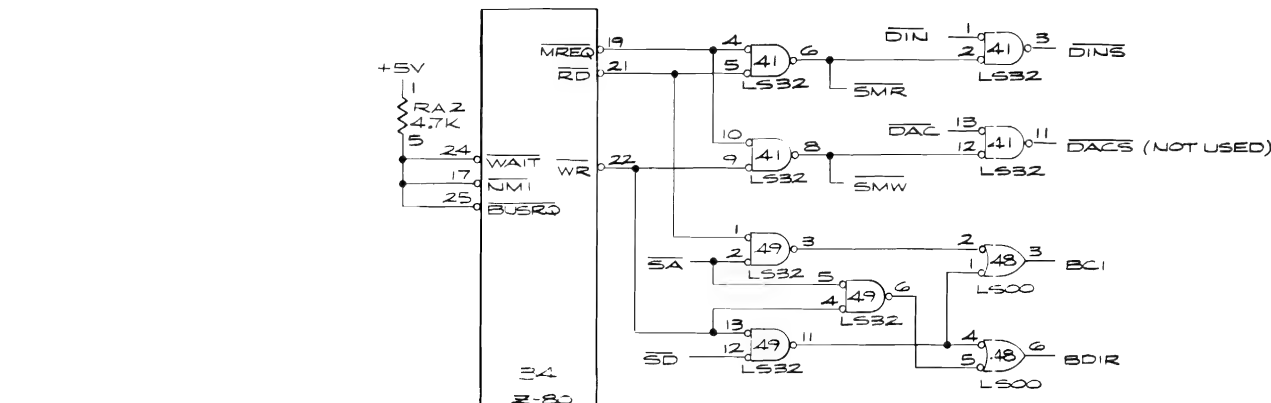 +5V
1
RA2
4.7K
5
24 WAIT
17 NMI
25 BUSRQ
MREQ 19
RD 21
WR 22
34
Z-80
4
5
41
6
LS32
SMR
10
9
41
8
LS32
SMW
DIN 1
2
41
3
DINS
LS32
DAC 13
12
41
11
DACS (NOT USED)
LS32
1
SA 2
49
3
LS32
5
4
49
6
LS32
13
SD 12
49
11
LS32
2
1
48
3
BC1
LS00
4
5
48
6
BDIR
LS00